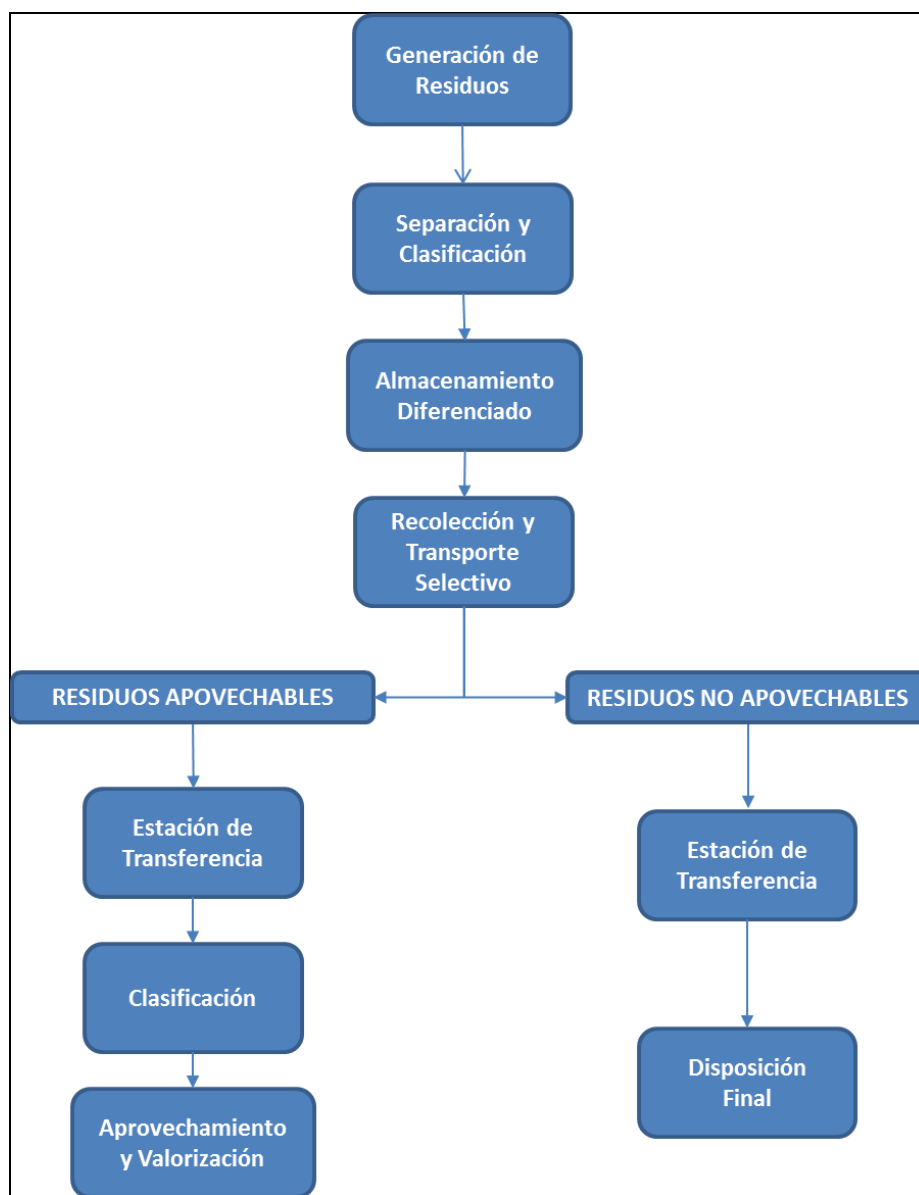 Generación de
Residuos
Separación y
Clasificación
Almacenamiento
Diferenciado
Recolección y
Transporte
Selectivo
RESIDUOS APOVECHABLES
RESIDUOS NO APOVECHABLES
Estación de
Transferencia
Clasificación
Aprovechamiento
y Valorización
Estación de
Transferencia
Disposición
Final